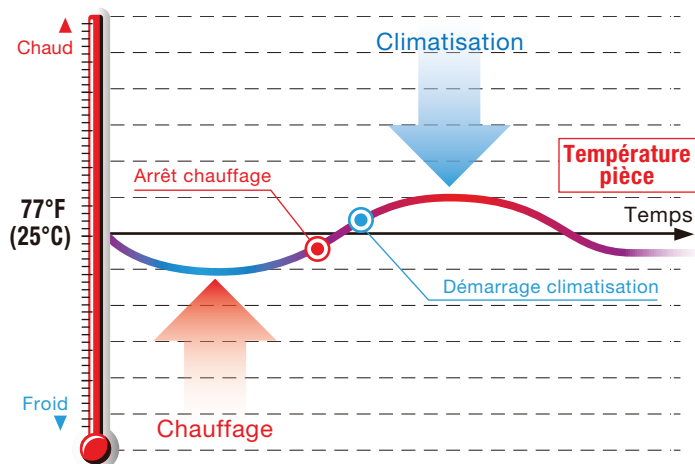 Chaud
Climatisation
Arrêt chauffage
Température
pièce
77°F
(25°C)
Temps
Démarrage climatisation
Froid
Chauffage